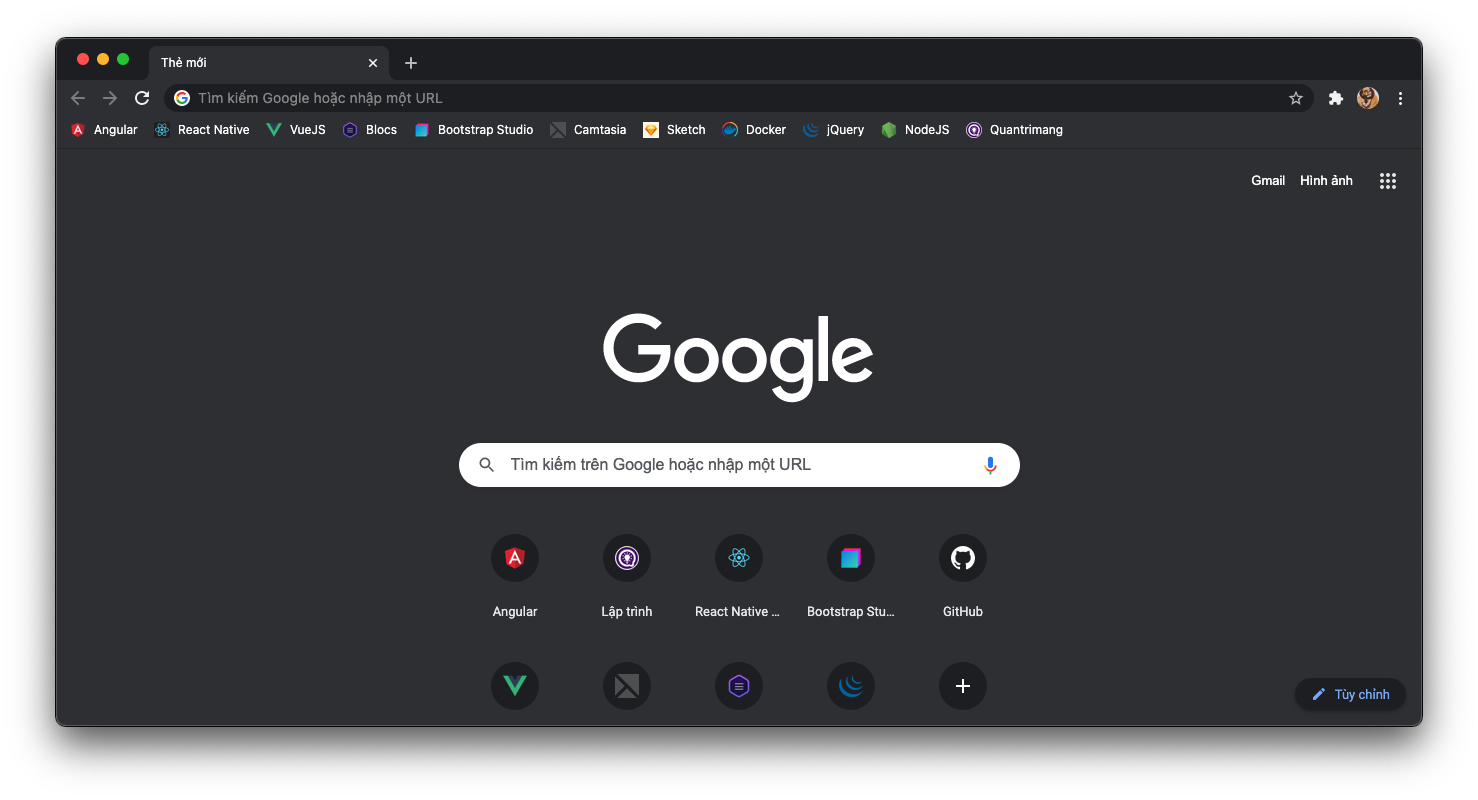 Thẻ mới
Tìm kiếm Google hoặc nhập một URL
Angular React Native VueJS Blocs Bootstrap Studio Camtasia Sketch Docker jQuery NodeJS Quantrimang
Gmail Hình ảnh
Google
Tìm kiếm trên Google hoặc nhập một URL
Angular Lập trình React Native ... Bootstrap Stu... GitHub
Tùy chỉnh